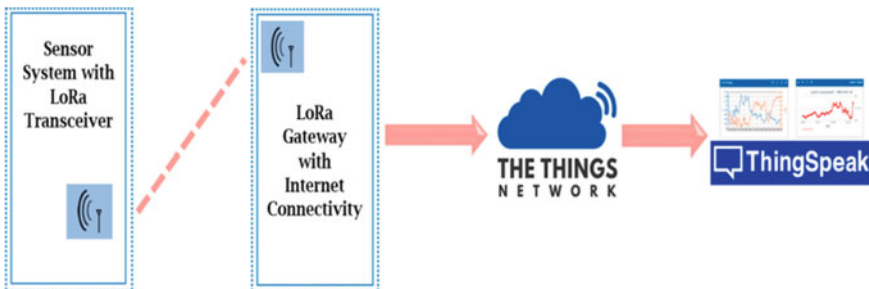 Sensor
System with
LoRa
Transceiver
LoRa
Gateway
with
Internet
Connectivity
THE THINGS
NETWORK
ThingSpeak